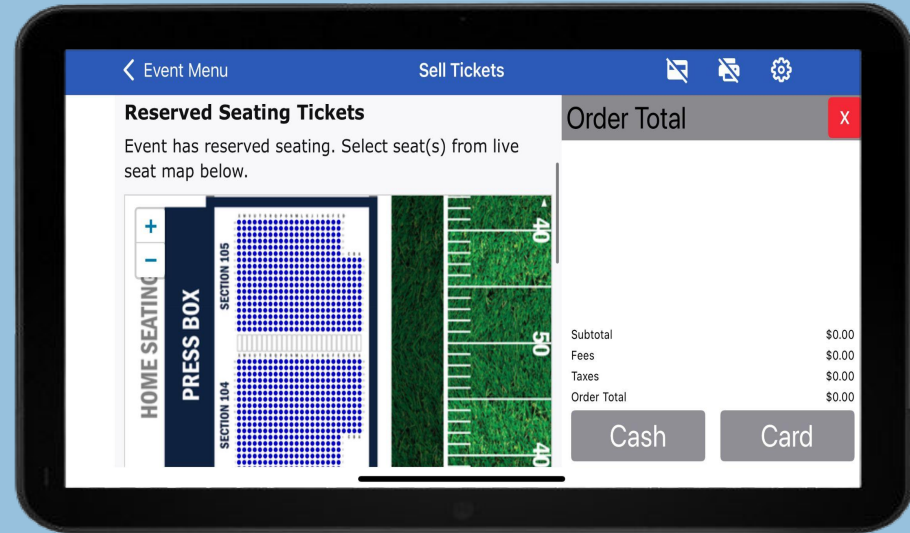 Event Menu
Sell Tickets
Reserved Seating Tickets
Event has reserved seating. Select seat(s) from live
seat map below.
+
−
HOME SEATING
PRESS BOX
SECTION 105
SECTION 104
40
50
40
Order Total
X
Subtotal $0.00
Fees $0.00
Taxes $0.00
Order Total $0.00
Cash
Card